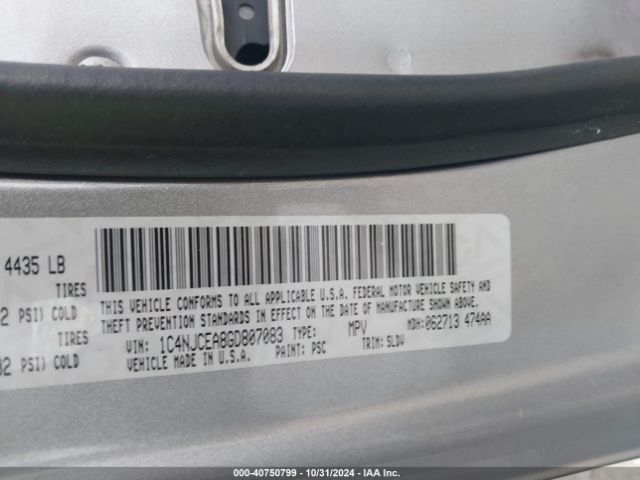 4435 LB
TIRES
2 PSI) COLD
TIRES
32 PSI) COLD
THIS VEHICLE CONFORMS TO ALL APPLICABLE U.S.A. FEDERAL MOTOR VEHICLE SAFETY AND
THEFT PREVENTION STANDARDS IN EFFECT ON THE DATE OF MANUFACTURE SHOWN ABOVE.
VIN: 1C4NJCEA8GD807083 TYPE: MPV MDH:062713 474AA
VEHICLE MADE IN U.S.A. PAINT: PSC TRIM: SLDV
000-40750799 - 10/31/2024 - IAA Inc.